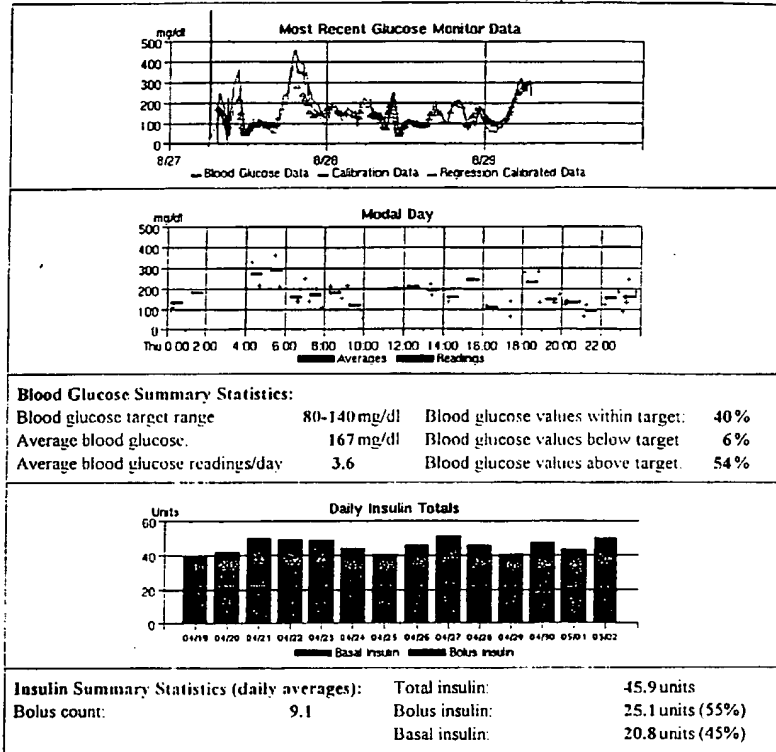 Most Recent Glucose Monitor Data
mg/dl
500
400
300
200
100
0
8/27 8/28 8/29
Blood Glucose Data Calibration Data Regression Calibrated Data
Modal Day
mg/dl
500
400
300
200
100
0
Thu 0:00 2:00 4:00 6:00 8:00 10:00 12:00 14:00 16:00 18:00 20:00 22:00
Averages Readings
Blood Glucose Summary Statistics:
Blood glucose target range 80-140 mg/dl Blood glucose values within target: 40%
Average blood glucose. 167 mg/dl Blood glucose values below target 6%
Average blood glucose readings/day 3.6 Blood glucose values above target. 54%
Daily Insulin Totals
Units
60
40
20
0
04/19 04/20 04/21 04/22 04/23 04/24 04/25 04/26 04/27 04/28 04/29 04/30 05/01 05/02
Basal Insulin Bolus Insulin
Insulin Summary Statistics (daily averages): Total insulin: 45.9 units
Bolus count: 9.1 Bolus insulin: 25.1 units (55%)
Basal insulin: 20.8 units (45%)